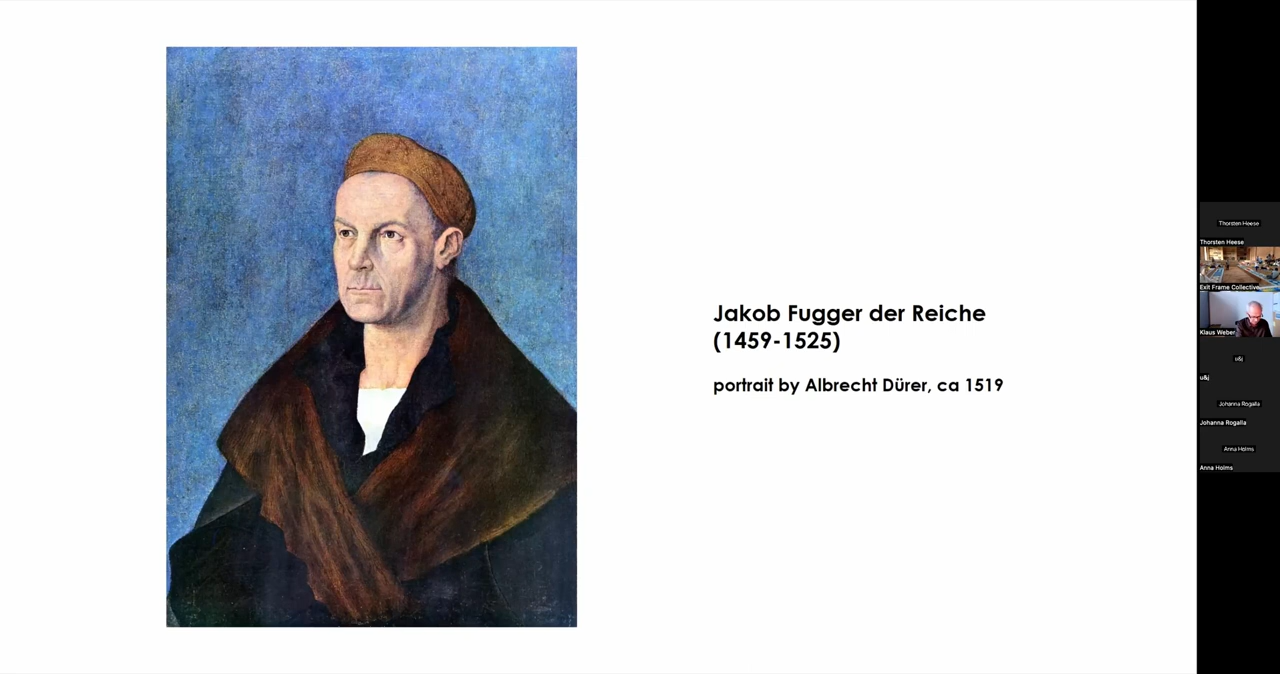 Jakob Fugger der Reiche
(1459-1525)
portrait by Albrecht Dürer, ca 1519
Thorsten Heese
Thorsten Heese
Exit Frame Collective
Klaus Weber
u&j
u&j
Johanna Rogalla
Johanna Rogalla
Anna Holms
Anna Holms